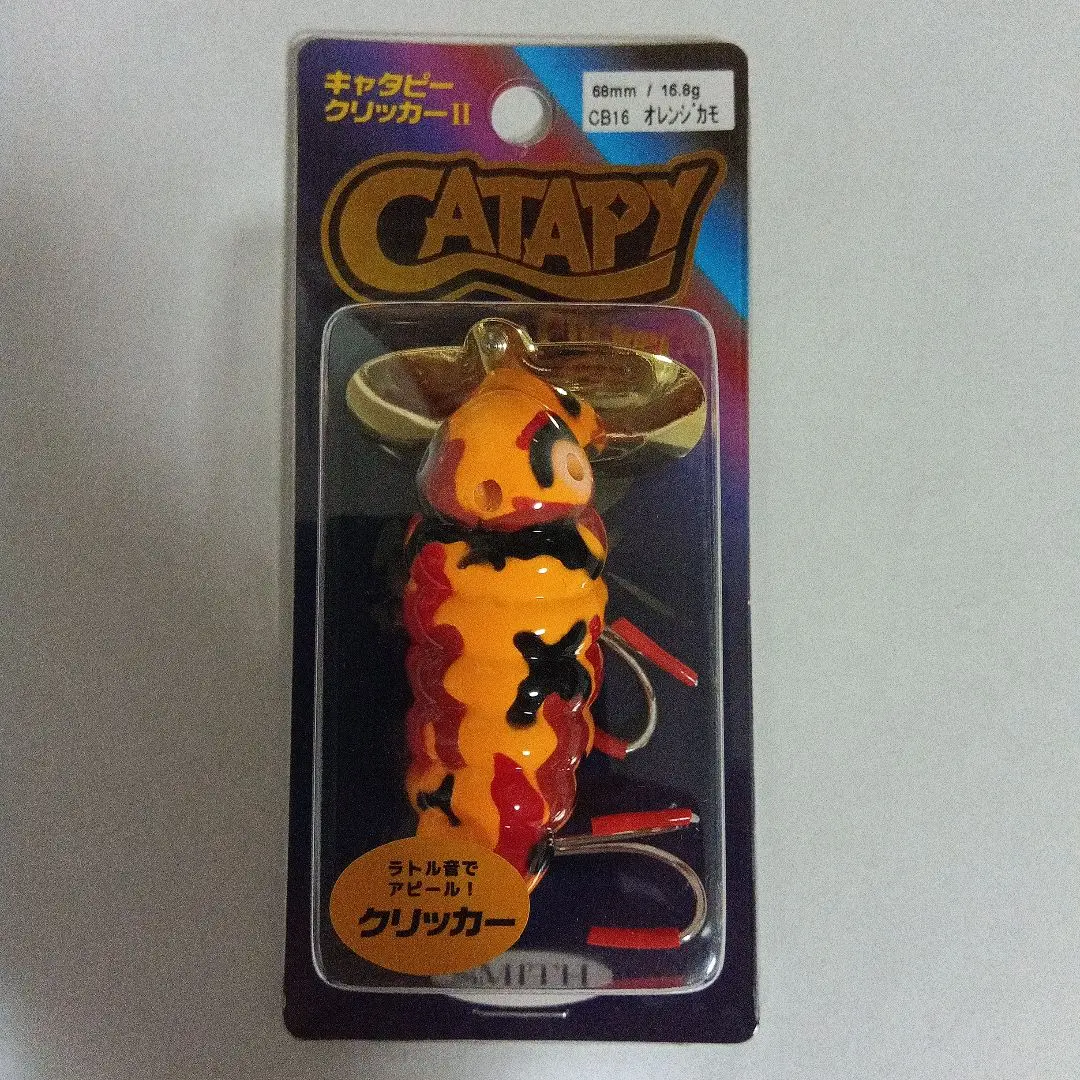 キャタピー
クリッカーII
68mm / 16.8g
CB16 オレンジカモ
CATAPY
ラトル音で
アピール!
クリッカー
SMITH